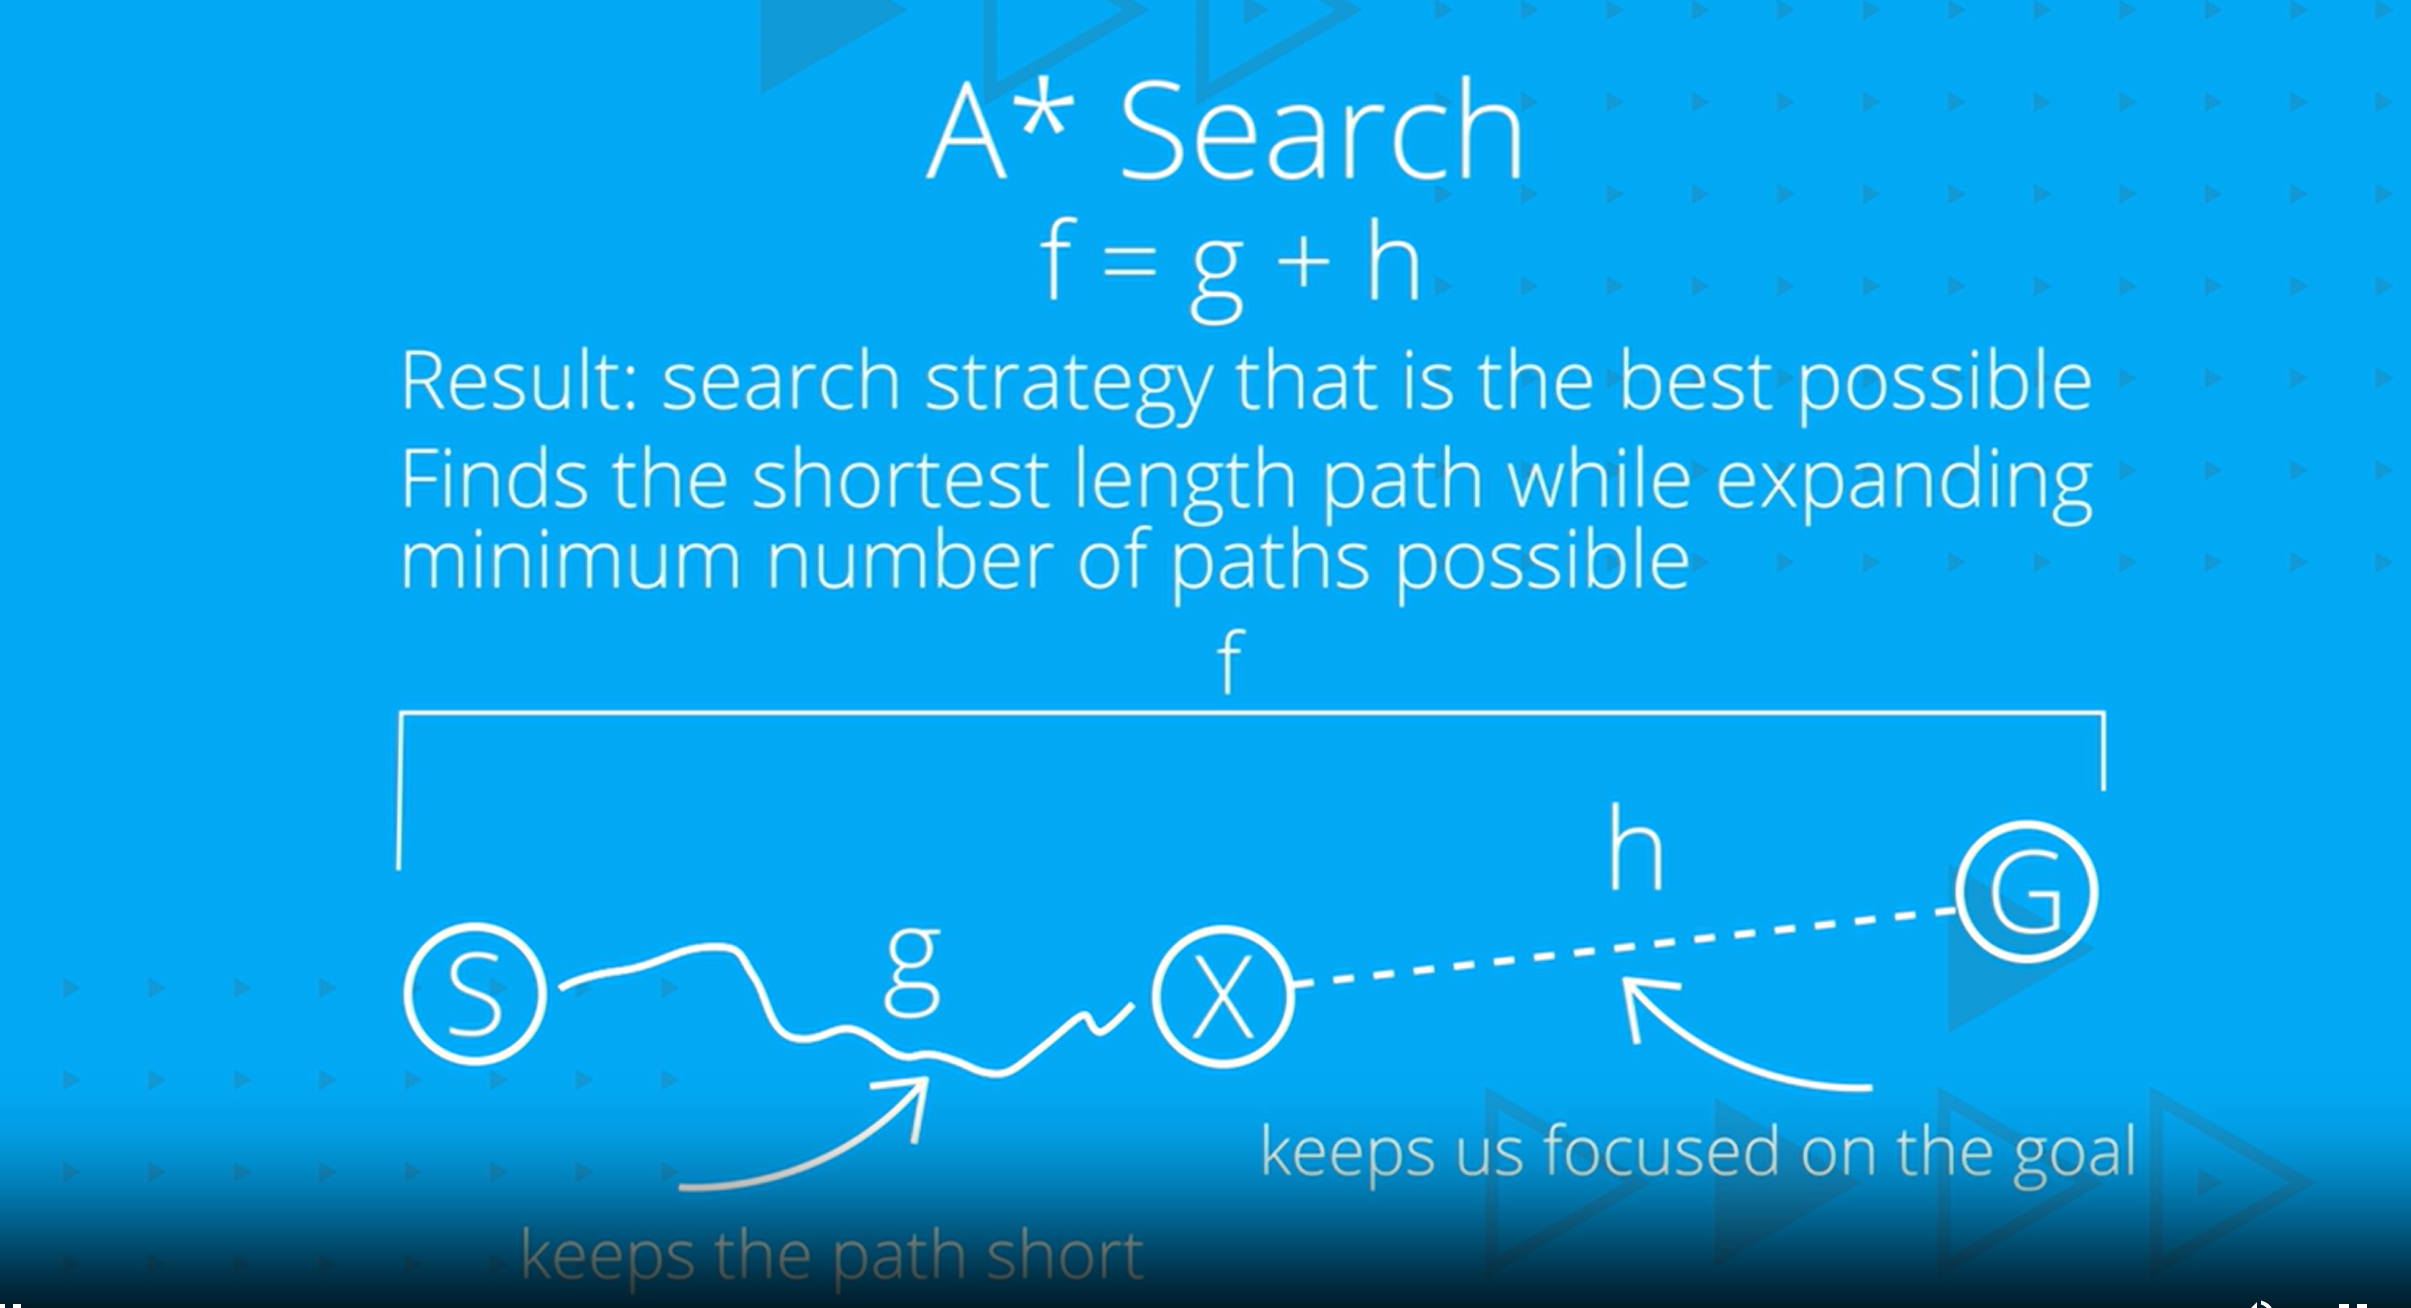 A* Search
f = g + h
Result: search strategy that is the best possible
Finds the shortest length path while expanding
minimum number of paths possible
f
h
G
g
S
X
keeps us focused on the goal
keeps the path short